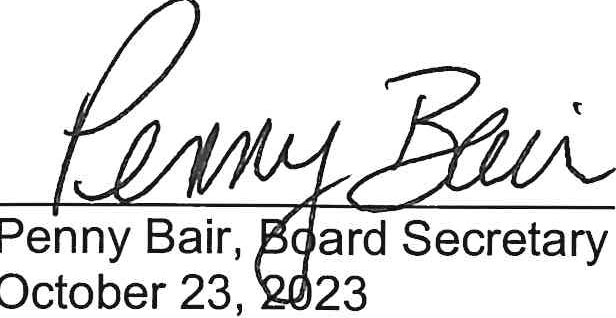 Penny Bair
Penny Bair, Board Secretary
October 23, 2023